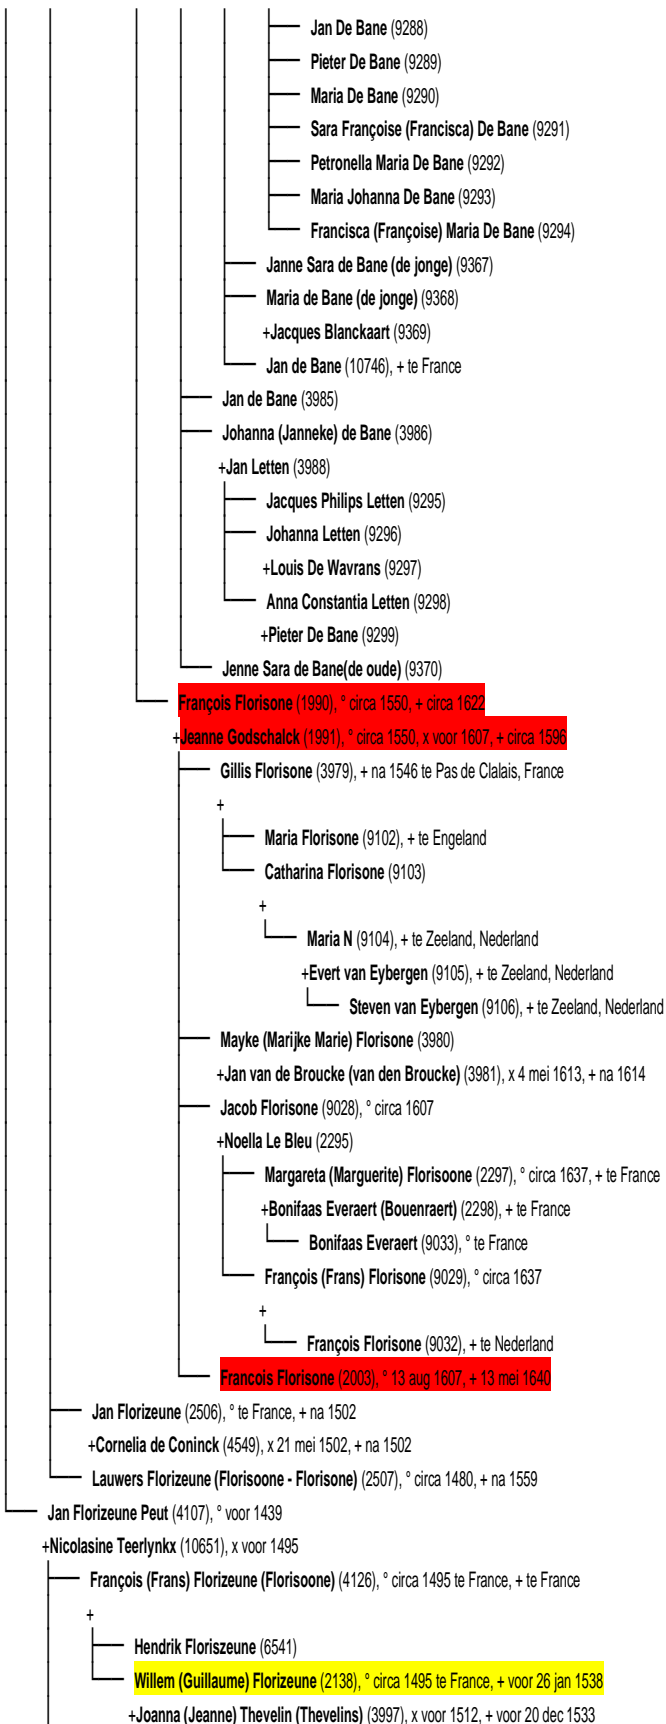 Jan De Bane (9288)
Pieter De Bane (9289)
Maria De Bane (9290)
Sara Françoise (Francisca) De Bane (9291)
Petronella Maria De Bane (9292)
Maria Johanna De Bane (9293)
Francisca (Françoise) Maria De Bane (9294)
Janne Sara de Bane (de jonge) (9367)
Maria de Bane (de jonge) (9368)
+Jacques Blanckaart (9369)
Jan de Bane (10746), + te France
Jan de Bane (3985)
Johanna (Janneke) de Bane (3986)
+Jan Letten (3988)
Jacques Philips Letten (9295)
Johanna Letten (9296)
+Louis De Wavrans (9297)
Anna Constantia Letten (9298)
+Pieter De Bane (9299)
Jenne Sara de Bane(de oude) (9370)
François Florisone (1990), ° circa 1550, + circa 1622
+Jeanne Godschalck (1991), ° circa 1550, x voor 1607, + circa 1596
Gillis Florisone (3979), + na 1546 te Pas de Clalais, France
+
Maria Florisone (9102), + te Engeland
Catharina Florisone (9103)
+
Maria N (9104), + te Zeeland, Nederland
+Evert van Eybergen (9105), + te Zeeland, Nederland
Steven van Eybergen (9106), + te Zeeland, Nederland
Mayke (Marijke Marie) Florisone (3980)
+Jan van de Broucke (van den Broucke) (3981), x 4 mei 1613, + na 1614
Jacob Florisone (9028), ° circa 1607
+Noella Le Bleu (2295)
Margareta (Marguerite) Florisoone (2297), ° circa 1637, + te France
+Bonifaas Everaert (Bouenraert) (2298), + te France
Bonifaas Everaert (9033), ° te France
François (Frans) Florisone (9029), ° circa 1637
+
François Florisone (9032), + te Nederland
Francois Florisone (2003), ° 13 aug 1607, + 13 mei 1640
Jan Florizeune (2506), ° te France, + na 1502
+Cornelia de Coninck (4549), x 21 mei 1502, + na 1502
Lauwers Florizeune (Florisoone - Florisone) (2507), ° circa 1480, + na 1559
Jan Florizeune Peut (4107), ° voor 1439
+Nicolasine Teerlynkx (10651), x voor 1495
François (Frans) Florizeune (Florisoone) (4126), ° circa 1495 te France, + te France
+
Hendrik Floriszeune (6541)
Willem (Guillaume) Florizeune (2138), ° circa 1495 te France, + voor 26 jan 1538
+Joanna (Jeanne) Thevelin (Thevelins) (3997), x voor 1512, + voor 20 dec 1533